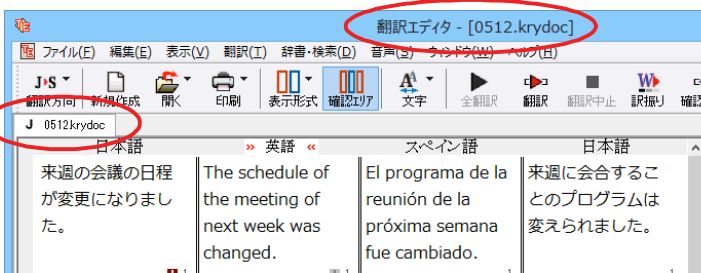 翻訳エディタ - [0512.krydoc]
ファイル(F) 編集(E) 表示(V) 翻訳(T) 辞書・検索(D) 音声(S) ウィンドウ(W) ヘルプ(H)
J▸S
翻訳方向 新規作成 開く 印刷 表示形式 確認エリア 文字 全翻訳 翻訳 翻訳中止 訳振り 確認
J 0512.krydoc
日本語 » 英語 « スペイン語 日本語
来週の会議の日程 The schedule of El programa de la 来週に会合するこ
が変更になりまし the meeting of reunión de la とのプログラムは
た。 next week was próxima semana 変えられました。
changed. fue cambiado.